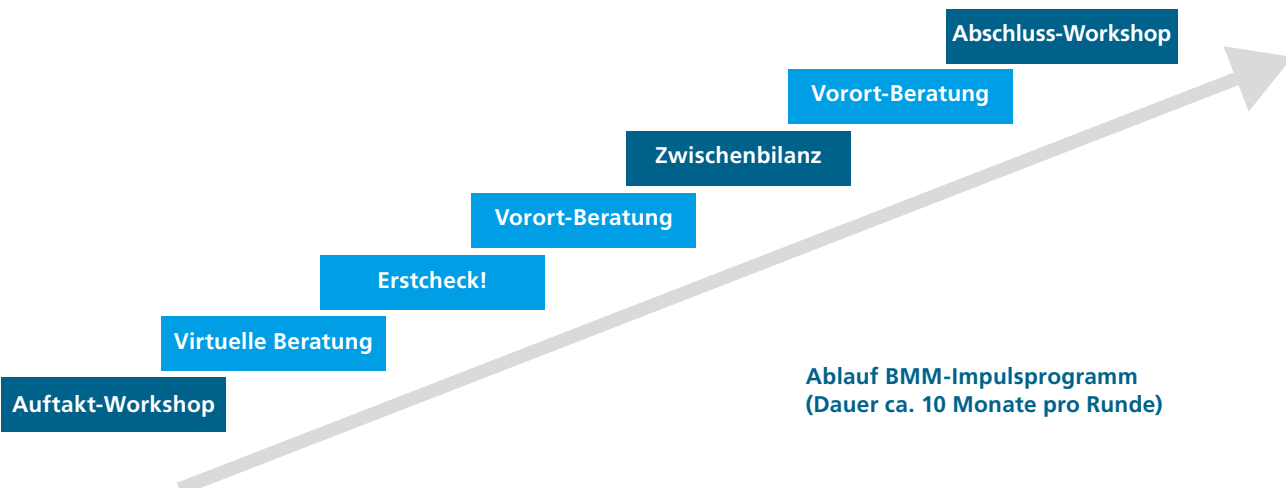 Abschluss-Workshop
Vorort-Beratung
Zwischenbilanz
Vorort-Beratung
Erstcheck!
Virtuelle Beratung
Auftakt-Workshop
Ablauf BMM-Impulsprogramm
(Dauer ca. 10 Monate pro Runde)